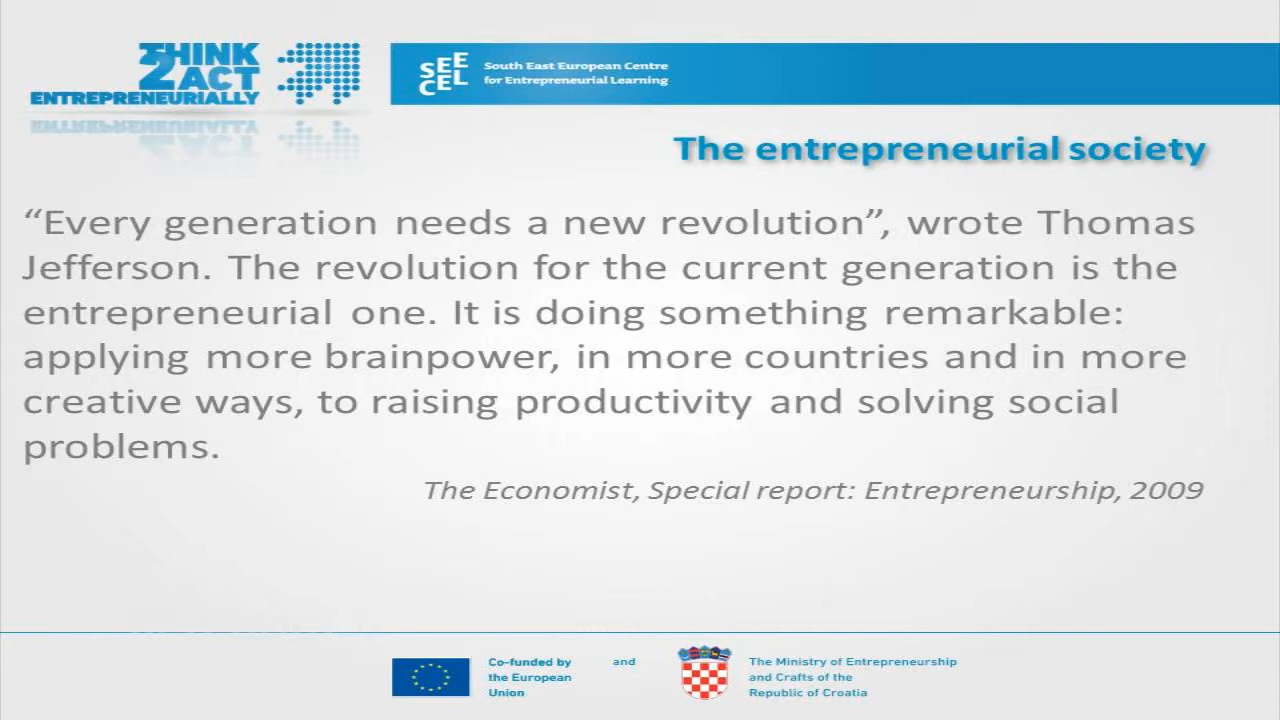 THINK
2 ACT
ENTREPRENEURIALLY
SEE
CEL
South East European Centre
for Entrepreneurial Learning
The entrepreneurial society
“Every generation needs a new revolution”, wrote Thomas
Jefferson. The revolution for the current generation is the
entrepreneurial one. It is doing something remarkable:
applying more brainpower, in more countries and in more
creative ways, to raising productivity and solving social
problems.
The Economist, Special report: Entrepreneurship, 2009
Co-funded by
the European
Union
and
The Ministry of Entrepreneurship
and Crafts of the
Republic of Croatia